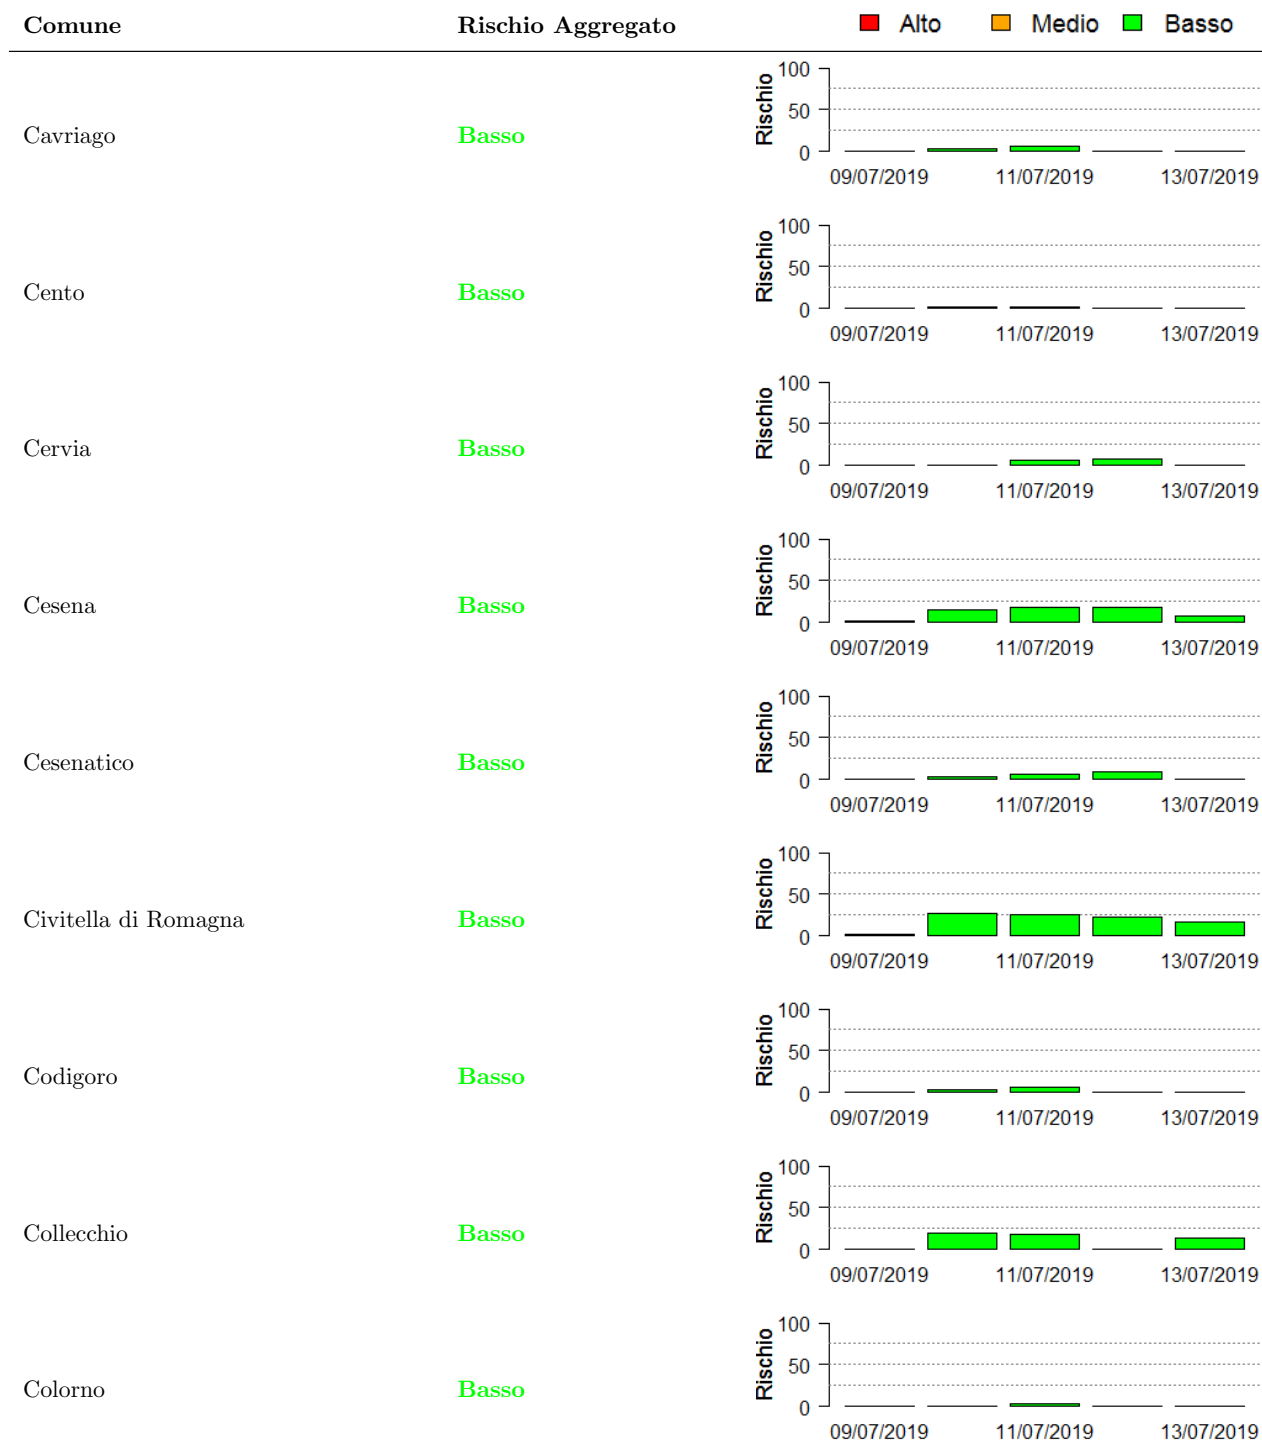 Comune Rischio Aggregato Alto Medio Basso
100
50
0
Rischio
Cavriago Basso
09/07/2019 11/07/2019 13/07/2019
100
50
0
Rischio
Cento Basso
09/07/2019 11/07/2019 13/07/2019
100
50
0
Rischio
Cervia Basso
09/07/2019 11/07/2019 13/07/2019
100
50
0
Rischio
Cesena Basso
09/07/2019 11/07/2019 13/07/2019
100
50
0
Rischio
Cesenatico Basso
09/07/2019 11/07/2019 13/07/2019
100
50
0
Rischio
Civitella di Romagna Basso
09/07/2019 11/07/2019 13/07/2019
100
50
0
Rischio
Codigoro Basso
09/07/2019 11/07/2019 13/07/2019
100
50
0
Rischio
Collecchio Basso
09/07/2019 11/07/2019 13/07/2019
100
50
0
Rischio
Colorno Basso
09/07/2019 11/07/2019 13/07/2019